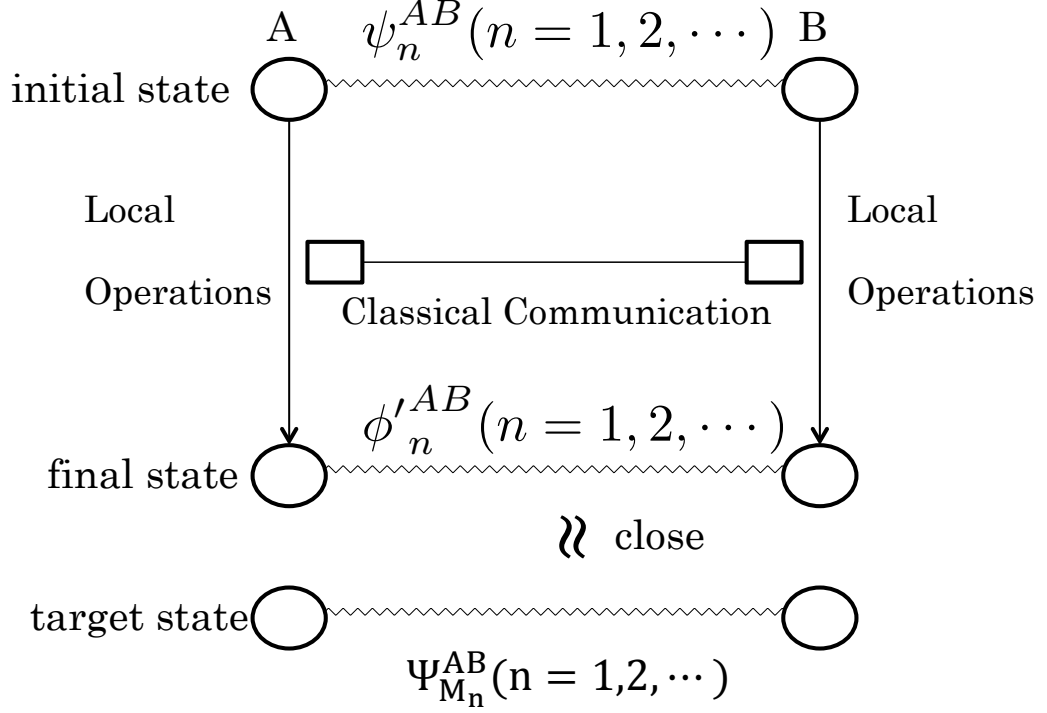 A ψ_n^{AB}(n = 1, 2, ⋯) B
initial state
Local
Operations
Local
Operations
Classical Communication
ϕ'_n^{AB}(n = 1, 2, ⋯)
final state
≈ close
target state
Ψ_{M_n}^{AB}(n = 1,2, ⋯)